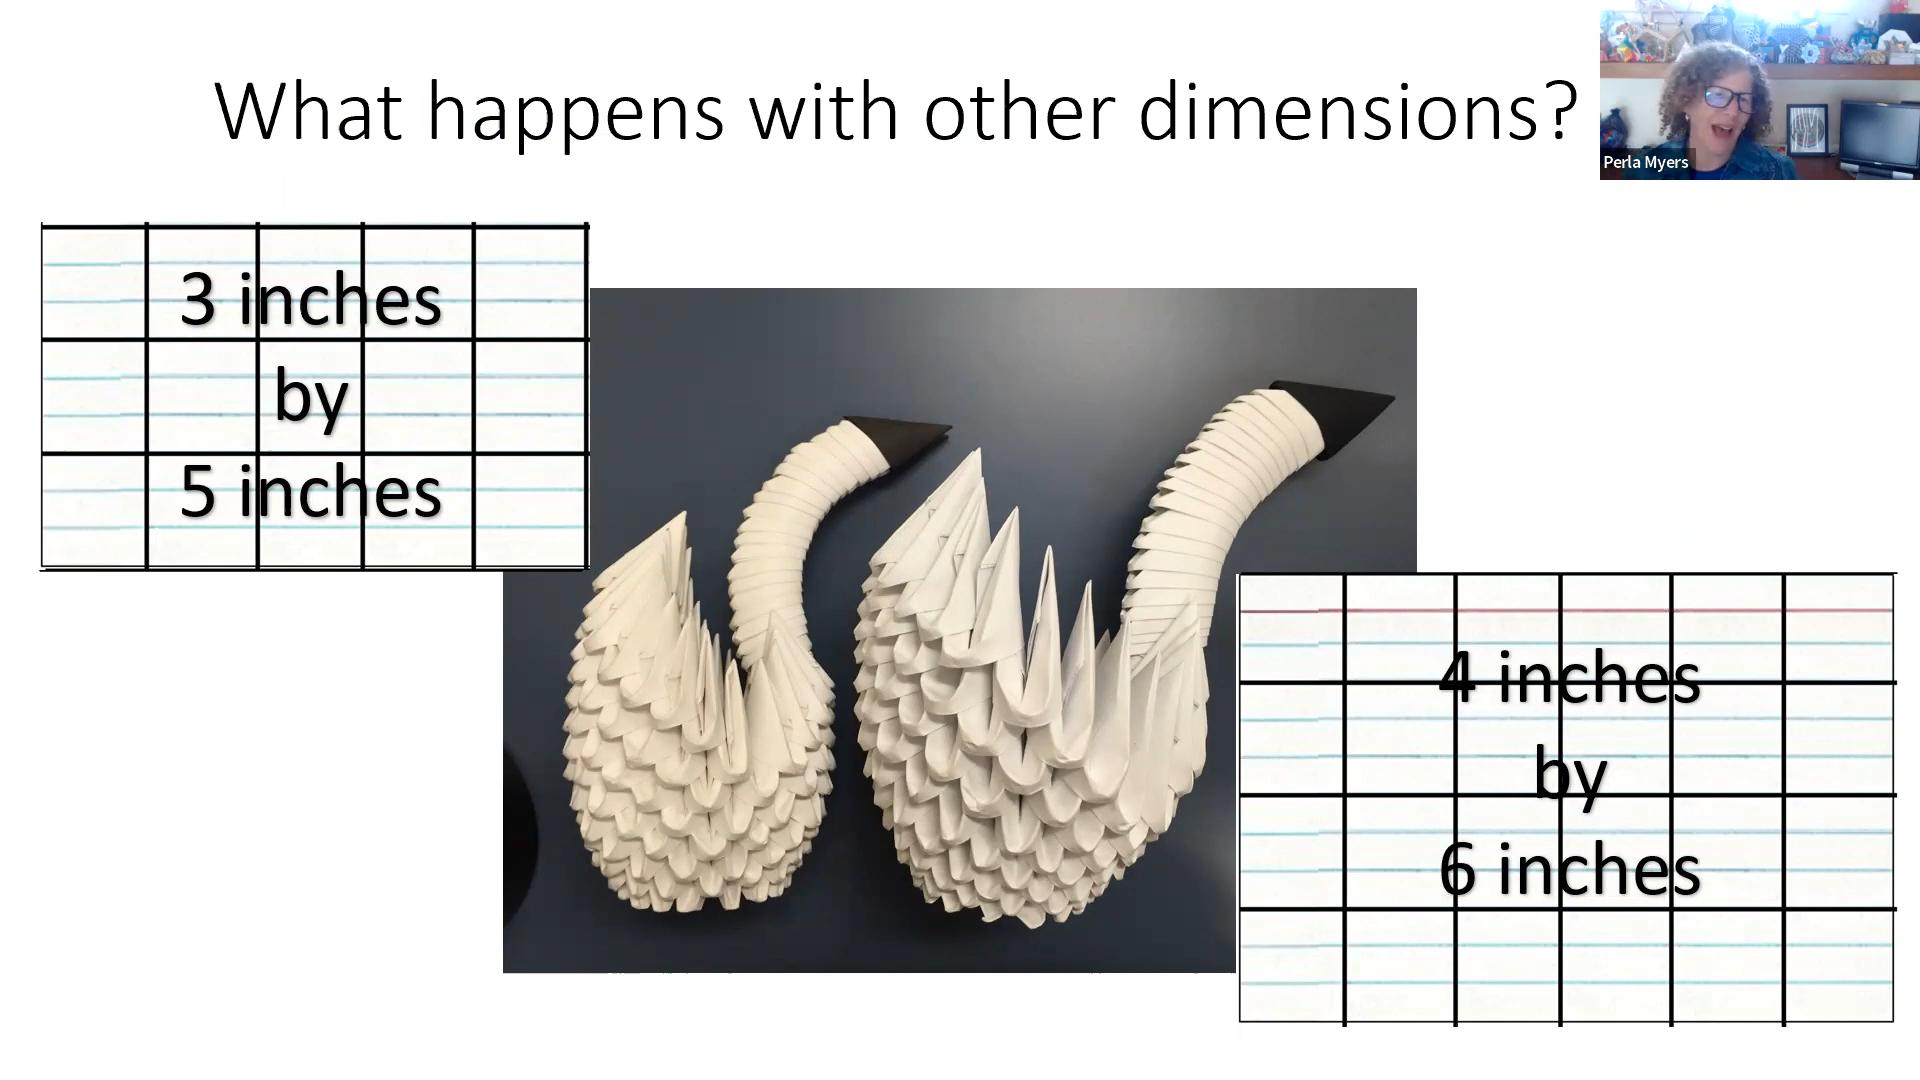 What happens with other dimensions?
Perla Myers
3 inches
by
5 inches
4 inches
by
6 inches